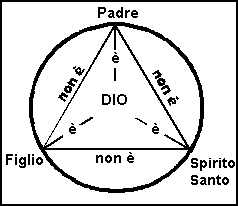 Padre
è
non è
non è
DIO
è
è
Figlio
non è
Spirito
Santo